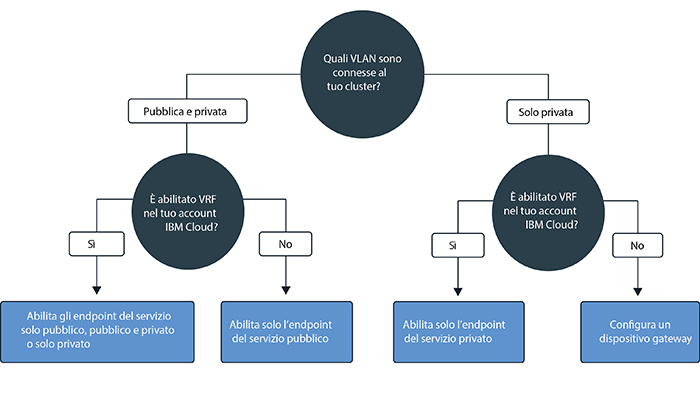 Quali VLAN sono
connesse al
tuo cluster?
Pubblica e privata
Solo privata
È abilitato VRF
nel tuo account
IBM Cloud?
È abilitato VRF
nel tuo account
IBM Cloud?
Sì
No
Sì
No
Abilita gli endpoint del servizio
solo pubblico, pubblico e privato
o solo privato
Abilita solo l'endpoint
del servizio pubblico
Abilita solo l'endpoint
del servizio privato
Configura un
dispositivo gateway